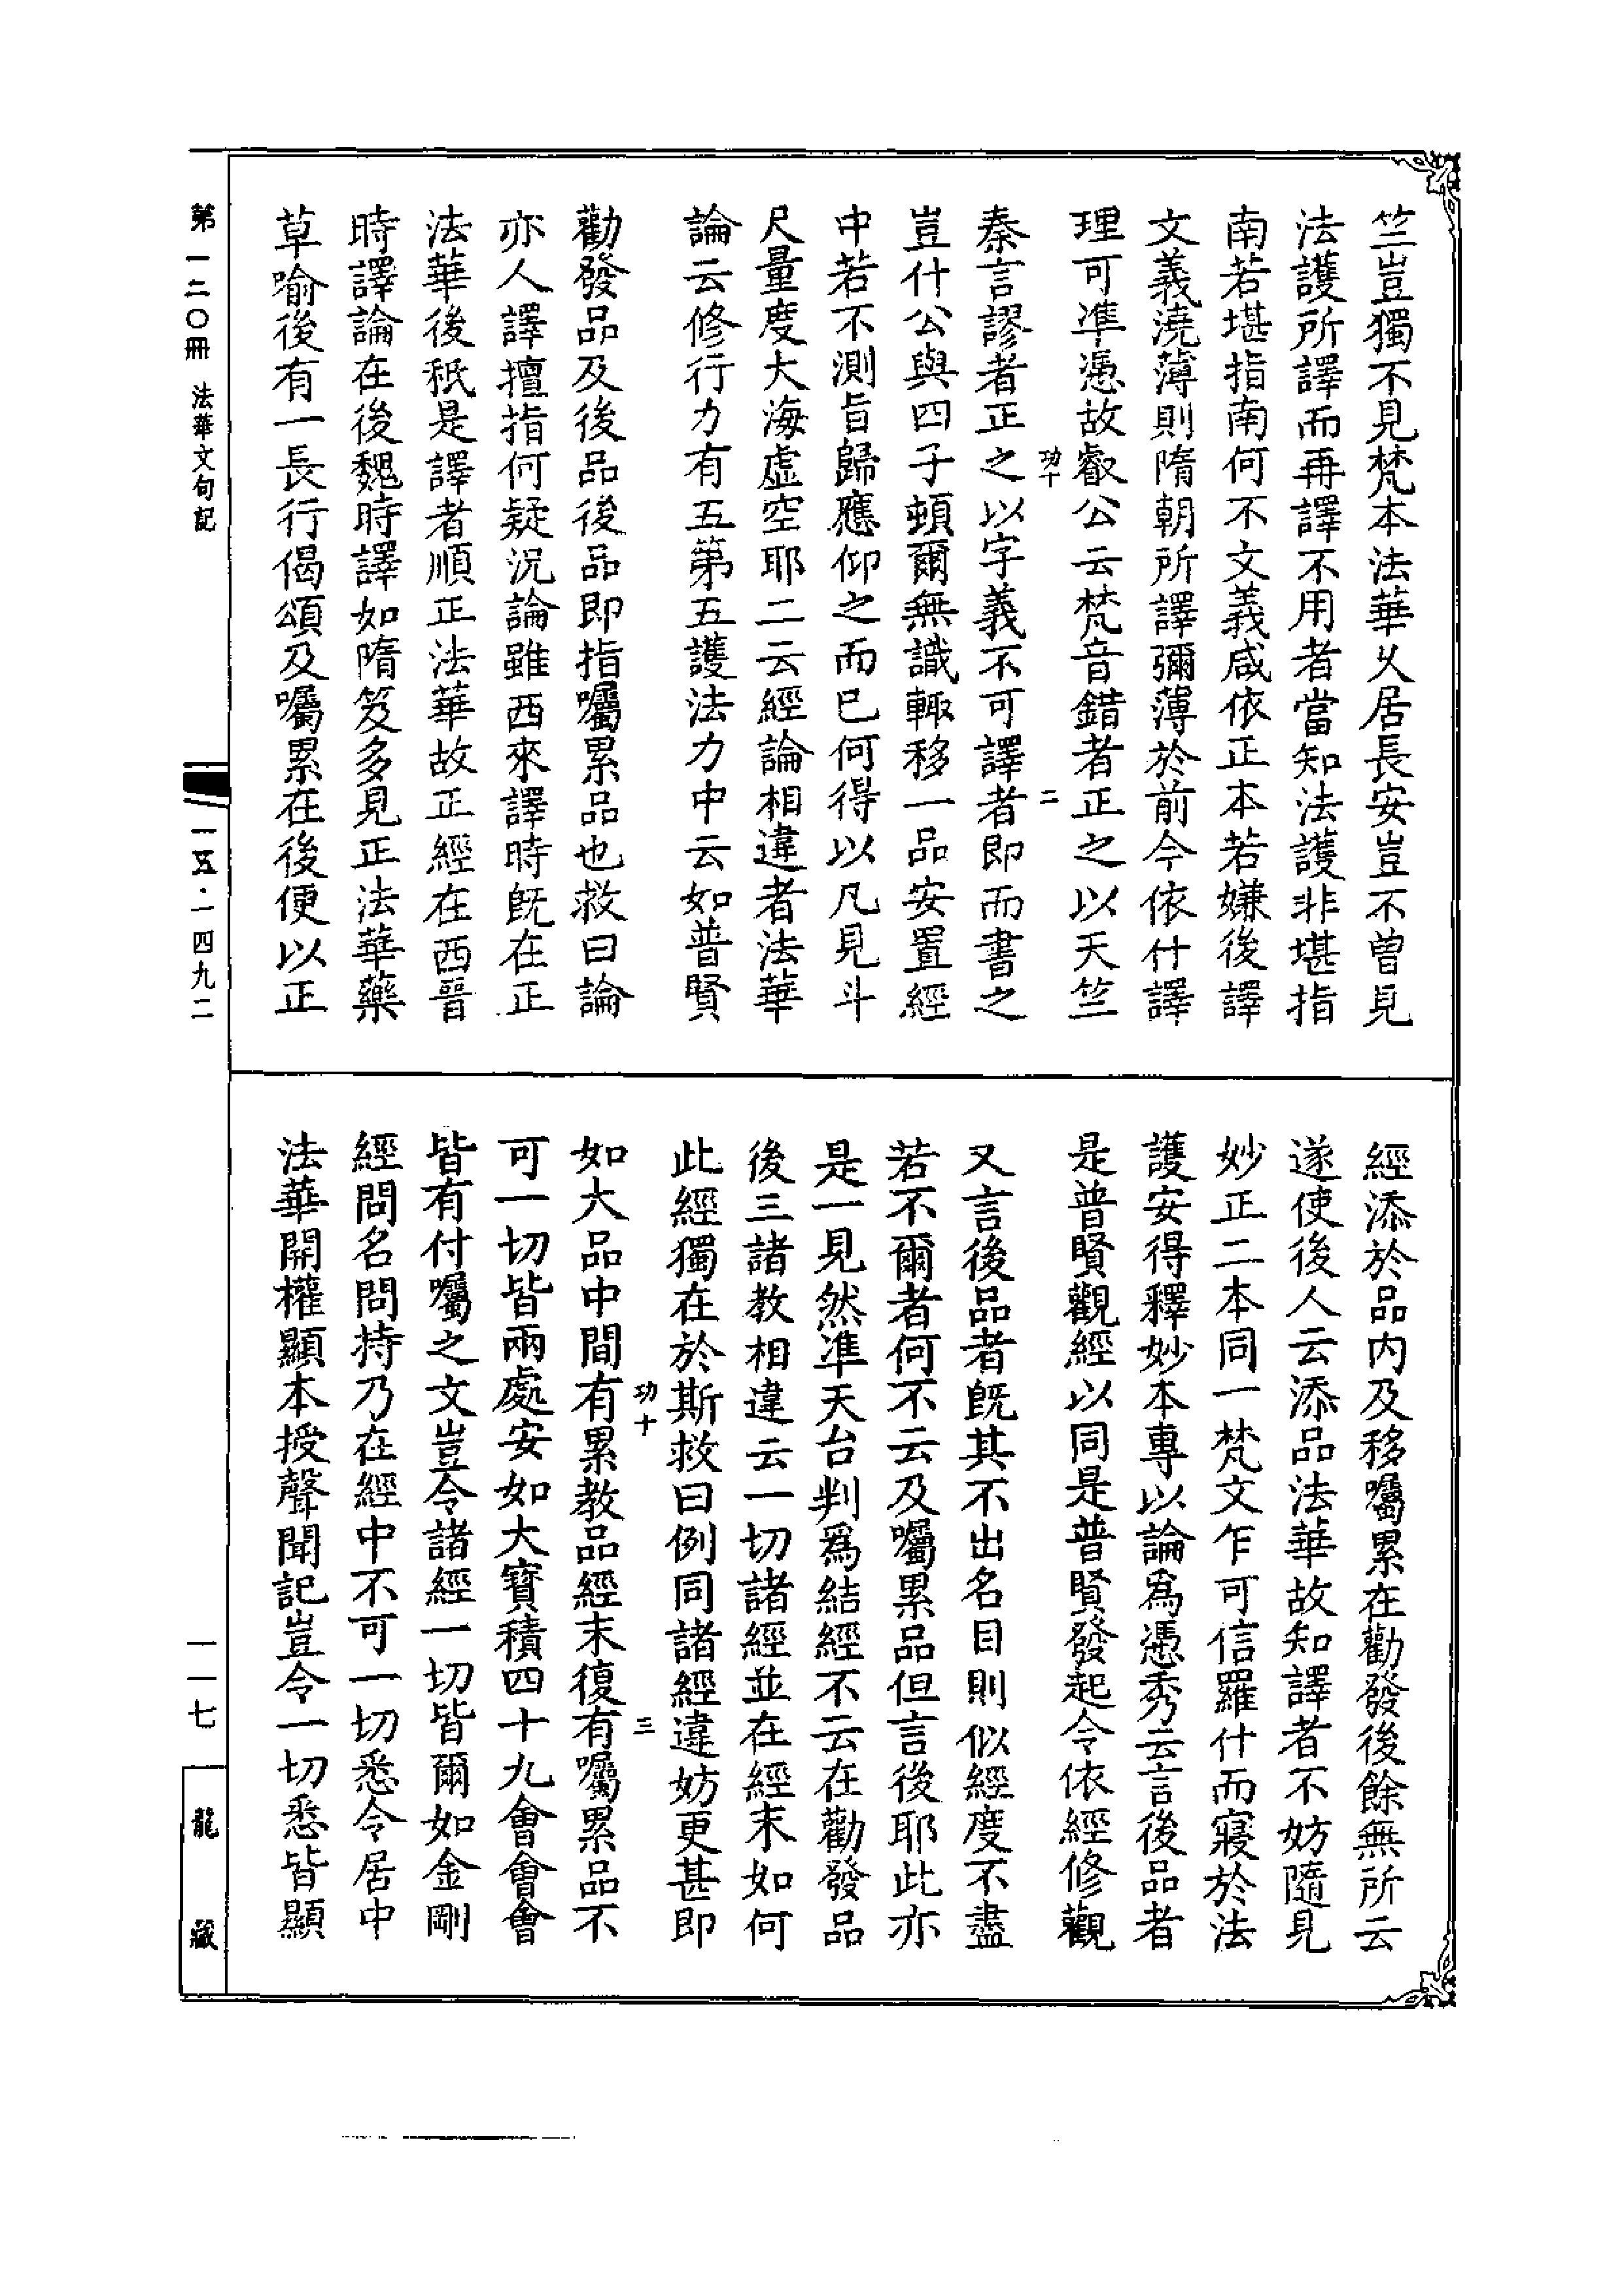 竺豈獨不見梵本法華久居長安豈不曾見
法護所譯而再譯不用者當知法護非堪指
南若堪指南何不文義咸依正本若嫌後譯
文義澆薄則隋朝所譯彌薄於前今依什譯
理可準憑故叡公云梵音錯者正之以天竺
功十 二
秦言謬者正之以字義不可譯者即而書之
豈什公與四子頓爾無識輒移一品安置經
中若不測旨歸應仰之而已何得以凡見斗
尺量度大海虛空耶二云經論相違者法華
論云修行力有五第五護法力中云如普賢
勸發品及後品後品即指囑累品也救曰論
亦人譯擅指何疑況論雖西來譯時既在正
法華後秖是譯者順正法華故正經在西晉
時譯論在後魏時譯如隋笈多見正法華藥
草喻後有一長行偈頌及囑累在後便以正
經添於品內及移囑累在勸發後餘無所云
遂使後人云添品法華故知譯者不妨隨見
妙正二本同一梵文乍可信羅什而寢於法
護安得釋妙本專以論爲憑秀云言後品者
是普賢觀經以同是普賢發起令依經修觀
又言後品者既其不出名目則似經度不盡
若不爾者何不云及囑累品但言後耶此亦
是一見然準天台判爲結經不云在勸發品
後三諸教相違云一切諸經並在經末如何
此經獨在於斯救曰例同諸經違妨更甚即
功十 三
如大品中間有累教品經末復有囑累品不
可一切皆兩處安如大寶積四十九會會會
皆有付囑之文豈令諸經一切皆爾如金剛
經問名問持乃在經中不可一切悉令居中
法華開權顯本授聲聞記豈令一切悉皆顯
第一二〇冊 法華文句記
一五·一四九二
一一七
龍藏